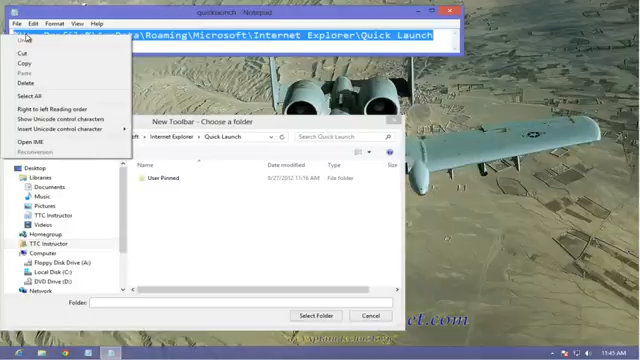 quicklaunch - Notepad
File Edit Format View Help
\Roaming\Microsoft\Internet Explorer\Quick Launch
Undo
Cut
Copy
Paste
Delete
Select All
Right to left Reading order
Show Unicode control characters
Insert Unicode control character
Open IME
Reconversion
New Toolbar - Choose a folder
Internet Explorer Quick Launch
Search Quick Launch
Name Date modified Type
User Pinned 8/27/2012 11:16 AM File folder
Desktop
Libraries
Documents
Music
Pictures
TTC Instructor
Videos
Homegroup
TTC Instructor
Computer
Floppy Disk Drive (A:)
Local Disk (C:)
DVD Drive (D:)
Network
Folder:
Select Folder Cancel
et.com
11:45 AM